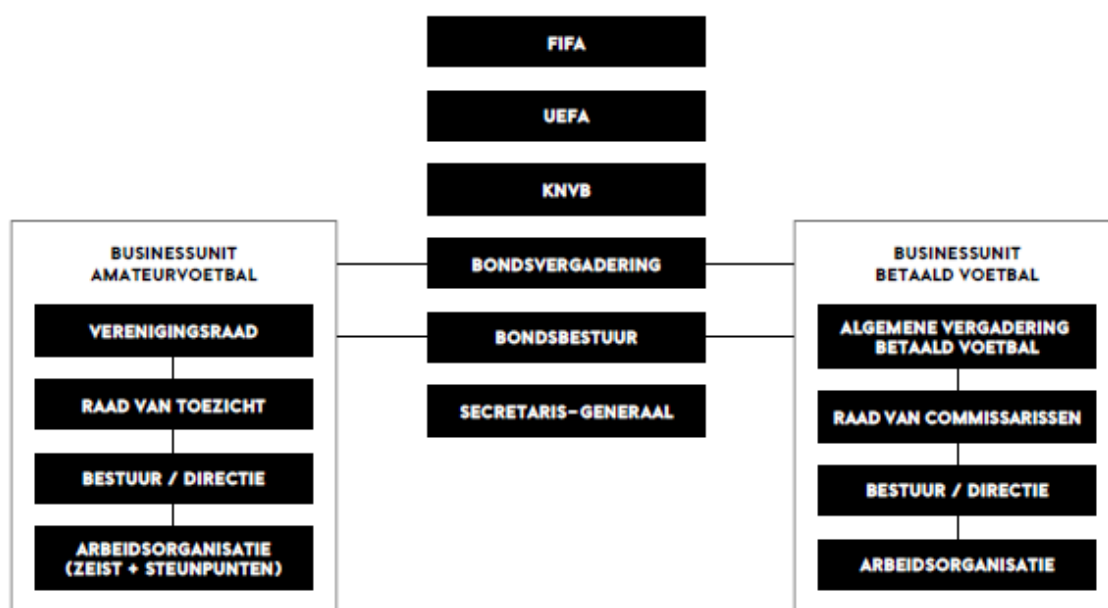 FIFA
UEFA
KNVB
BONDSVERGADERING
BONDSBESTUUR
SECRETARIS-GENERAAL
BUSINESSUNIT
AMATEURVOETBAL
VERENIGINGSRAAD
RAAD VAN TOEZICHT
BESTUUR / DIRECTIE
ARBEIDSORGANISATIE
(ZEIST + STEUNPUNTEN)
BUSINESSUNIT
BETAALD VOETBAL
ALGEMENE VERGADERING
BETAALD VOETBAL
RAAD VAN COMMISSARISSEN
BESTUUR / DIRECTIE
ARBEIDSORGANISATIE